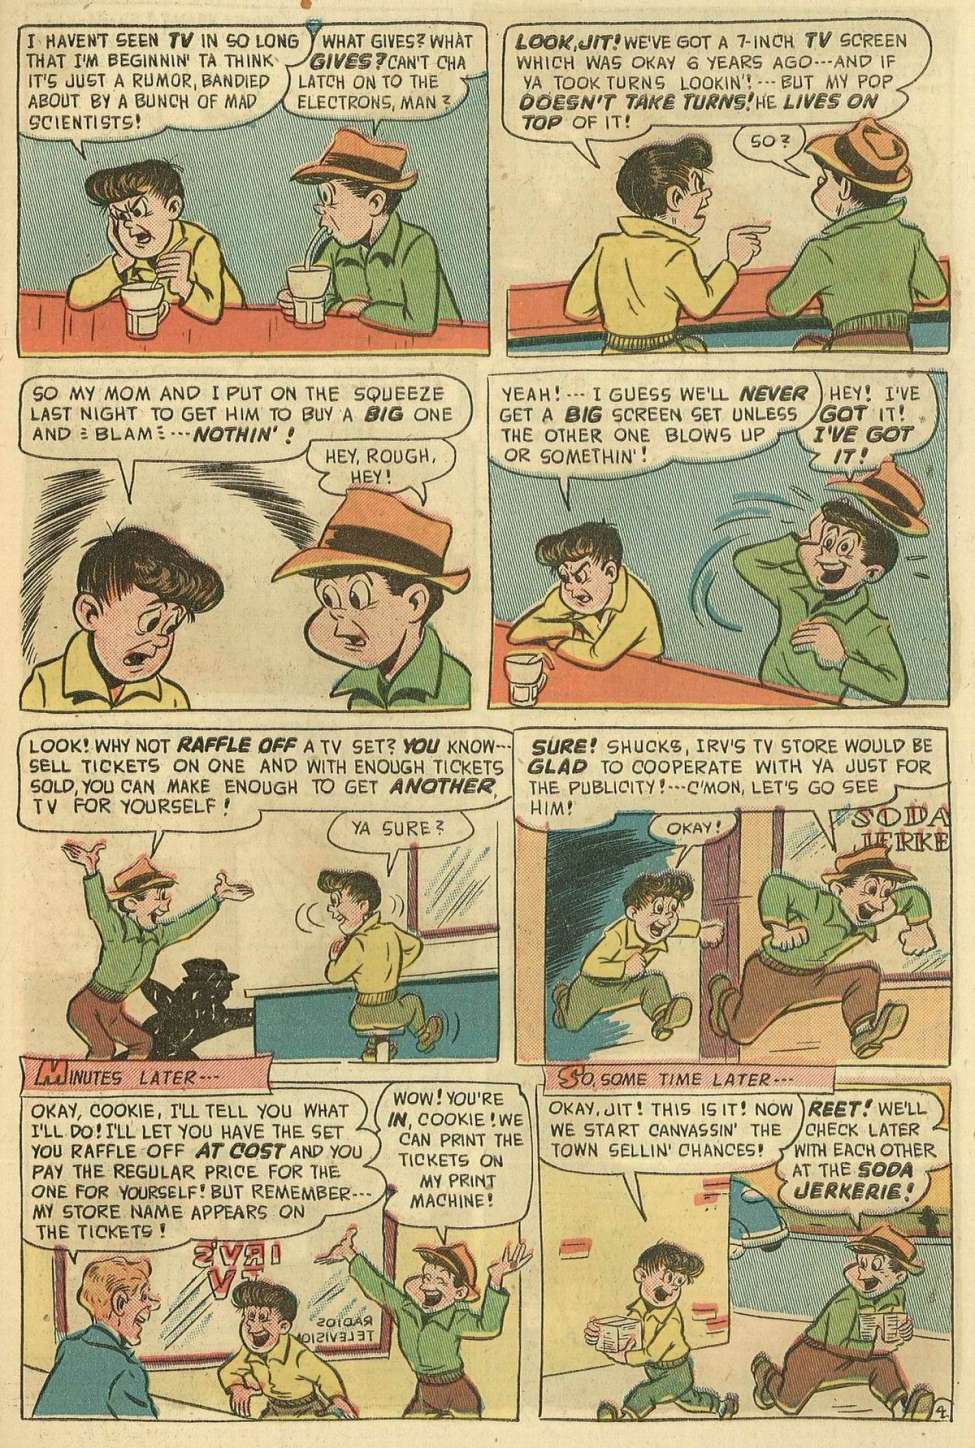 I HAVEN'T SEEN TV IN SO LONG
THAT I'M BEGINNIN' TA THINK
IT'S JUST A RUMOR, BANDIED
ABOUT BY A BUNCH OF MAD
SCIENTISTS!
WHAT GIVES? WHAT
GIVES? CAN'T CHA
LATCH ON TO THE
ELECTRONS, MAN?
LOOK, JIT! WE'VE GOT A 7-INCH TV SCREEN
WHICH WAS OKAY 6 YEARS AGO---AND IF
YA TOOK TURNS LOOKIN'!---BUT MY POP
DOESN'T TAKE TURNS! HE LIVES ON
TOP OF IT!
SO?
SO MY MOM AND I PUT ON THE SQUEEZE
LAST NIGHT TO GET HIM TO BUY A BIG ONE
AND BLAM---NOTHIN'!
HEY, ROUGH,
HEY!
YEAH!---I GUESS WE'LL NEVER
GET A BIG SCREEN SET UNLESS
THE OTHER ONE BLOWS UP
OR SOMETHIN'!
HEY! I'VE
GOT IT!
I'VE GOT
IT!
LOOK! WHY NOT RAFFLE OFF A TV SET? YOU KNOW---
SELL TICKETS ON ONE AND WITH ENOUGH TICKETS
SOLD, YOU CAN MAKE ENOUGH TO GET ANOTHER
TV FOR YOURSELF!
YA SURE?
SURE! SHUCKS, IRV'S TV STORE WOULD BE
GLAD TO COOPERATE WITH YA JUST FOR
THE PUBLICITY!---C'MON, LET'S GO SEE
HIM!
OKAY!
SODA
JERKE
MINUTES LATER---
OKAY, COOKIE, I'LL TELL YOU WHAT
I'LL DO! I'LL LET YOU HAVE THE SET
YOU RAFFLE OFF AT COST AND YOU
PAY THE REGULAR PRICE FOR THE
ONE FOR YOURSELF! BUT REMEMBER---
MY STORE NAME APPEARS ON
THE TICKETS!
WOW! YOU'RE
IN, COOKIE! WE
CAN PRINT THE
TICKETS ON
MY PRINT
MACHINE!
IRV'S
TV
RADIOS
TELEVISION
SO, SOME TIME LATER---
OKAY, JIT! THIS IS IT! NOW
WE START CANVASSIN' THE
TOWN SELLIN' CHANCES!
REET! WE'LL
CHECK LATER
WITH EACH OTHER
AT THE SODA
JERKERIE!
4